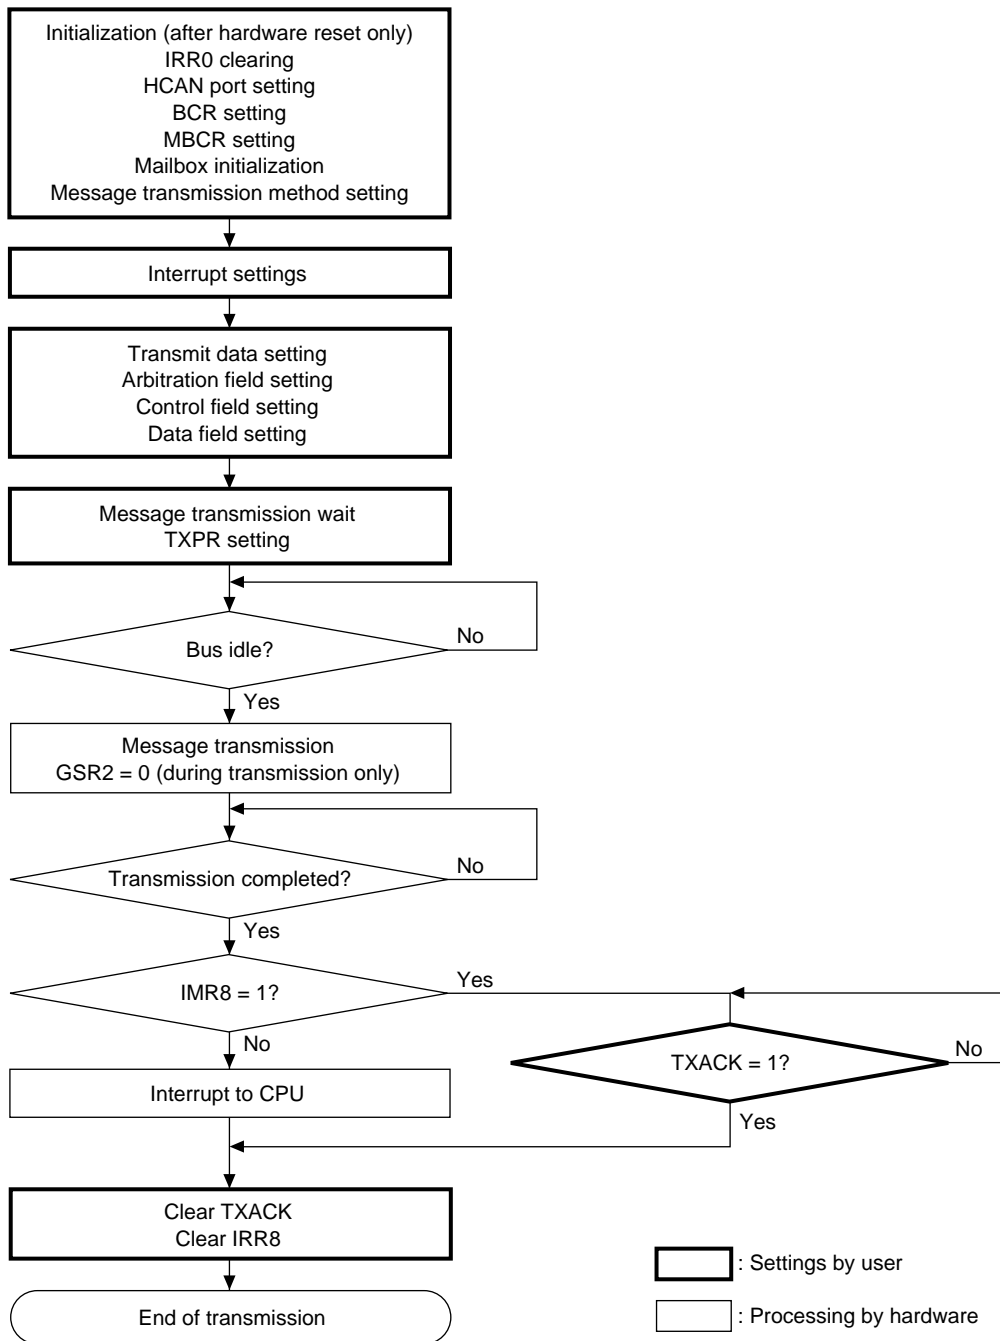 Initialization (after hardware reset only)
IRR0 clearing
HCAN port setting
BCR setting
MBCR setting
Mailbox initialization
Message transmission method setting
Interrupt settings
Transmit data setting
Arbitration field setting
Control field setting
Data field setting
Message transmission wait
TXPR setting
Bus idle?
No
Yes
Message transmission
GSR2 = 0 (during transmission only)
Transmission completed?
No
Yes
IMR8 = 1?
Yes
No
TXACK = 1?
No
Yes
Interrupt to CPU
Clear TXACK
Clear IRR8
End of transmission
: Settings by user
: Processing by hardware